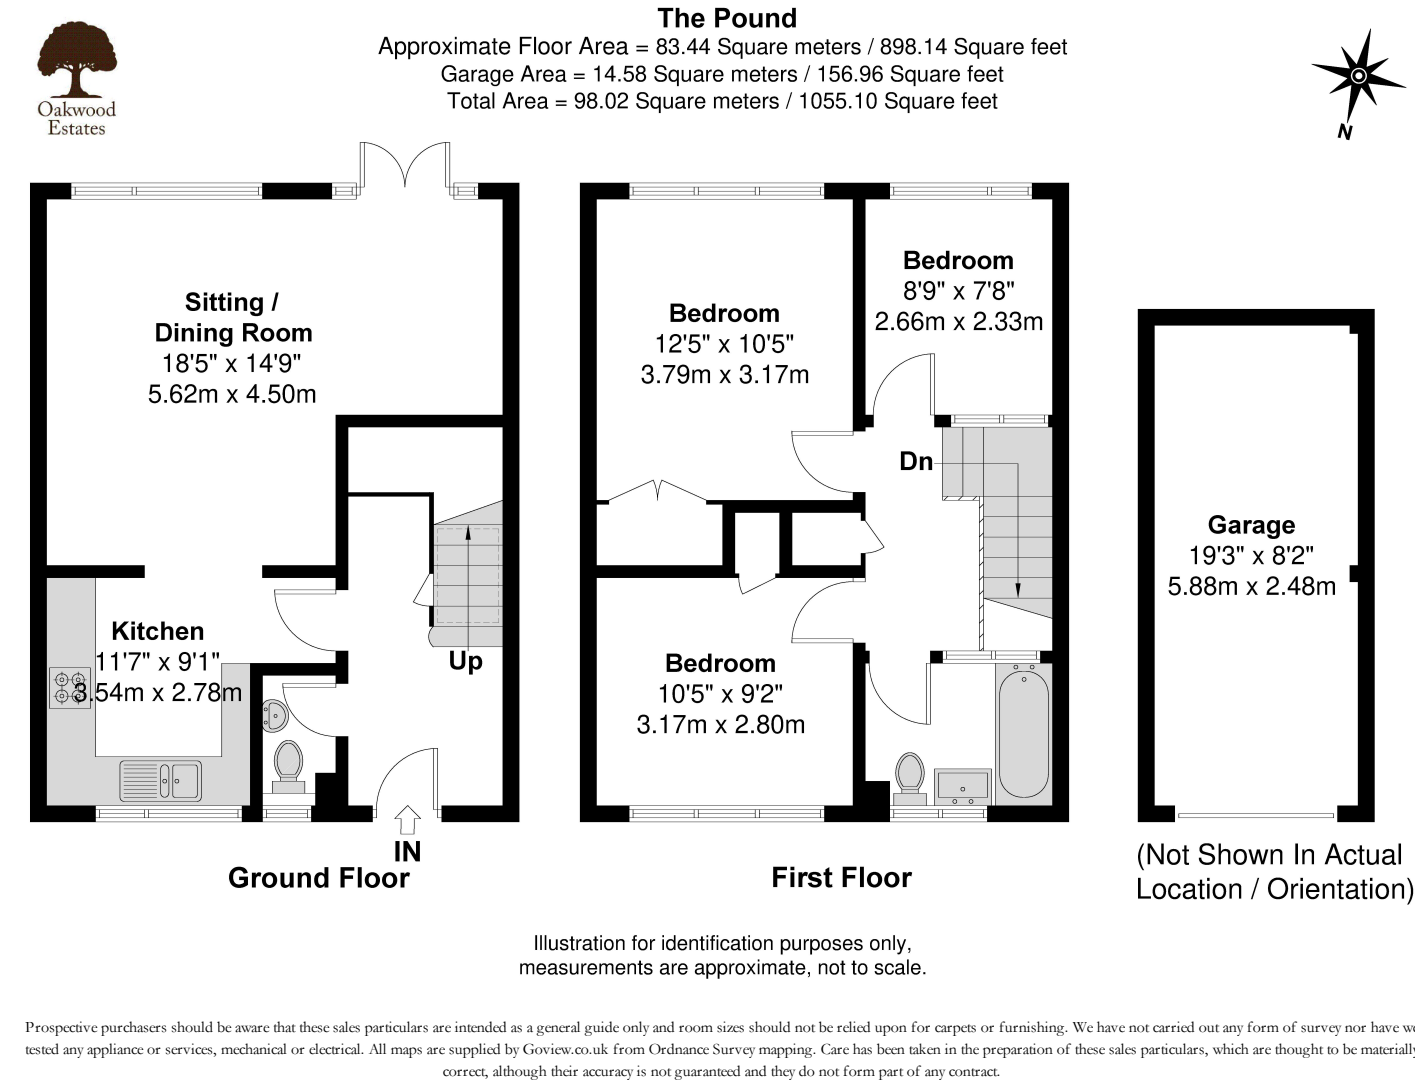 The Pound
Approximate Floor Area = 83.44 Square meters / 898.14 Square feet
Garage Area = 14.58 Square meters / 156.96 Square feet
Total Area = 98.02 Square meters / 1055.10 Square feet
Oakwood
Estates
N
Sitting /
Dining Room
18'5" x 14'9"
5.62m x 4.50m
Kitchen
11'7" x 9'1"
3.54m x 2.78m
Up
IN
Ground Floor
Bedroom
12'5" x 10'5"
3.79m x 3.17m
Bedroom
8'9" x 7'8"
2.66m x 2.33m
Dn
Bedroom
10'5" x 9'2"
3.17m x 2.80m
First Floor
Garage
19'3" x 8'2"
5.88m x 2.48m
(Not Shown In Actual
Location / Orientation)
Illustration for identification purposes only,
measurements are approximate, not to scale.
Prospective purchasers should be aware that these sales particulars are intended as a general guide only and room sizes should not be relied upon for carpets or furnishing. We have not carried out any form of survey nor have we
tested any appliance or services, mechanical or electrical. All maps are supplied by Goview.co.uk from Ordnance Survey mapping. Care has been taken in the preparation of these sales particulars, which are thought to be materially
correct, although their accuracy is not guaranteed and they do not form part of any contract.